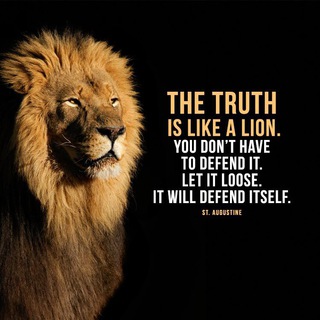 THE TRUTH
IS LIKE A LION.
YOU DON'T HAVE
TO DEFEND IT.
LET IT LOOSE.
IT WILL DEFEND ITSELF.
ST. AUGUSTINE